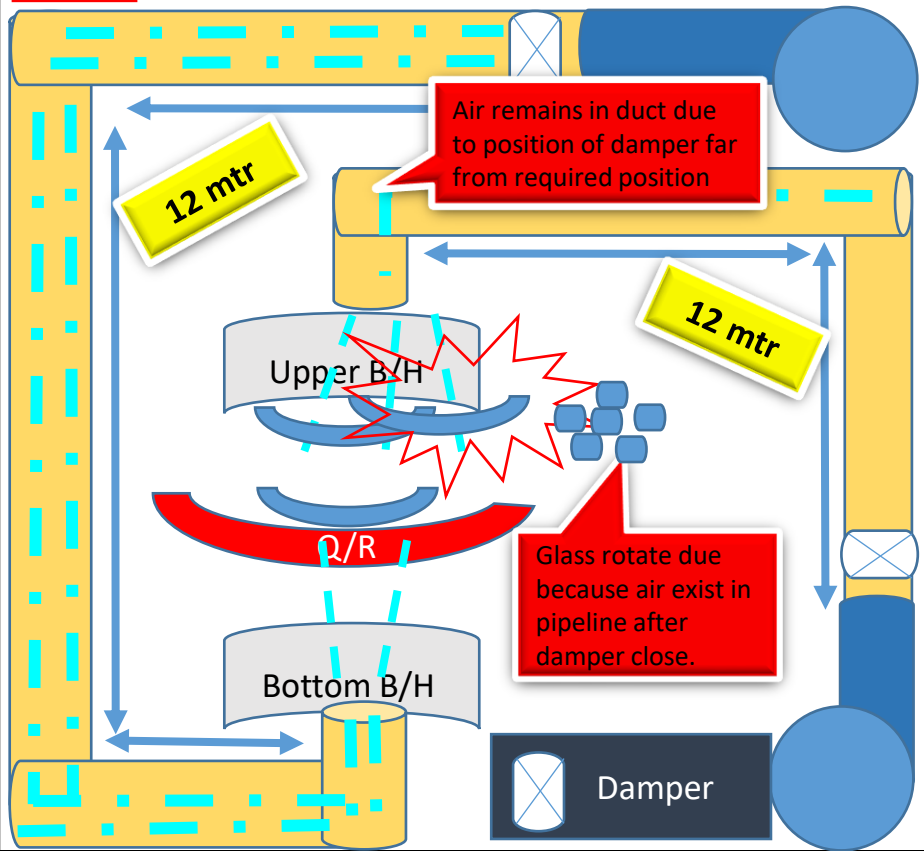 Air remains in duct due
to position of damper far
from required position
12 mtr
12 mtr
Upper B/H
Q/R
Glass rotate due
because air exist in
pipeline after
damper close.
Bottom B/H
Damper